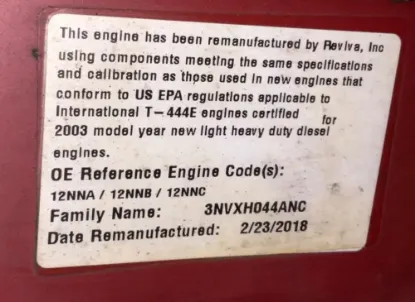 This engine has been remanufactured by Reviva, Inc
using components meeting the same specifications
and calibration as those used in new engines that
conform to US EPA regulations applicable to
International T-444E engines certified for
2003 model year new light heavy duty diesel
engines.
OE Reference Engine Code(s):
12NNA / 12NNB / 12NNC
Family Name: 3NVXH044ANC
Date Remanufactured: 2/23/2018